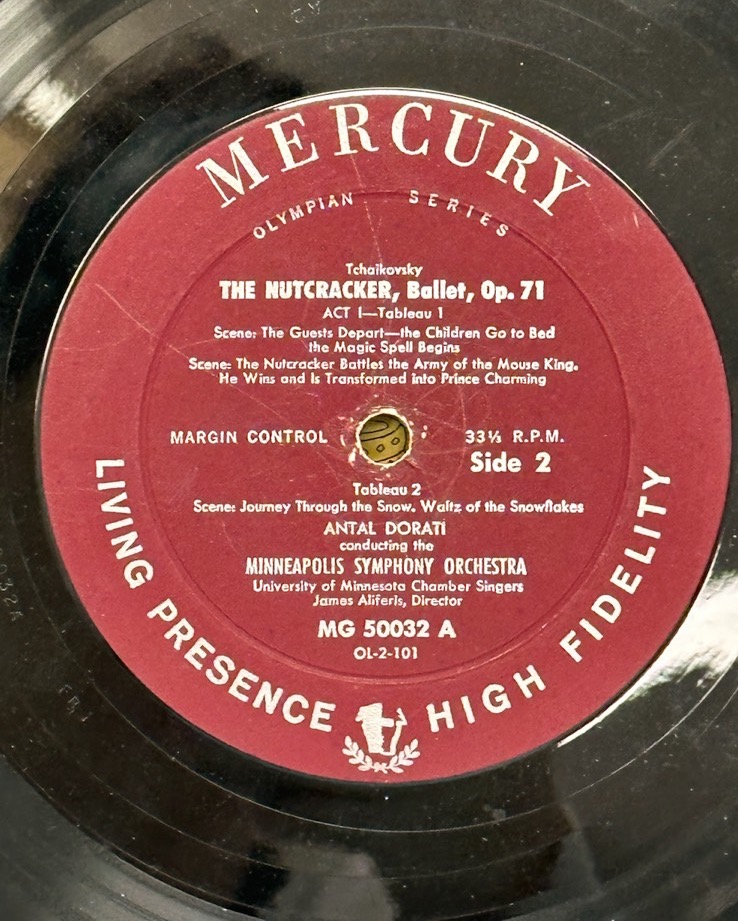 MERCURY
OLYMPIAN SERIES
Tchaikovsky
THE NUTCRACKER, Ballet, Op. 71
ACT I—Tableau 1
Scene: The Guests Depart—the Children Go to Bed
the Magic Spell Begins
Scene: The Nutcracker Battles the Army of the Mouse King.
He Wins and Is Transformed into Prince Charming
MARGIN CONTROL
33⅓ R.P.M.
Side 2
Tableau 2
Scene: Journey Through the Snow. Waltz of the Snowflakes
ANTAL DORATI
conducting the
MINNEAPOLIS SYMPHONY ORCHESTRA
University of Minnesota Chamber Singers
James Aliferis, Director
MG 50032 A
OL-2-101
LIVING PRESENCE HIGH FIDELITY